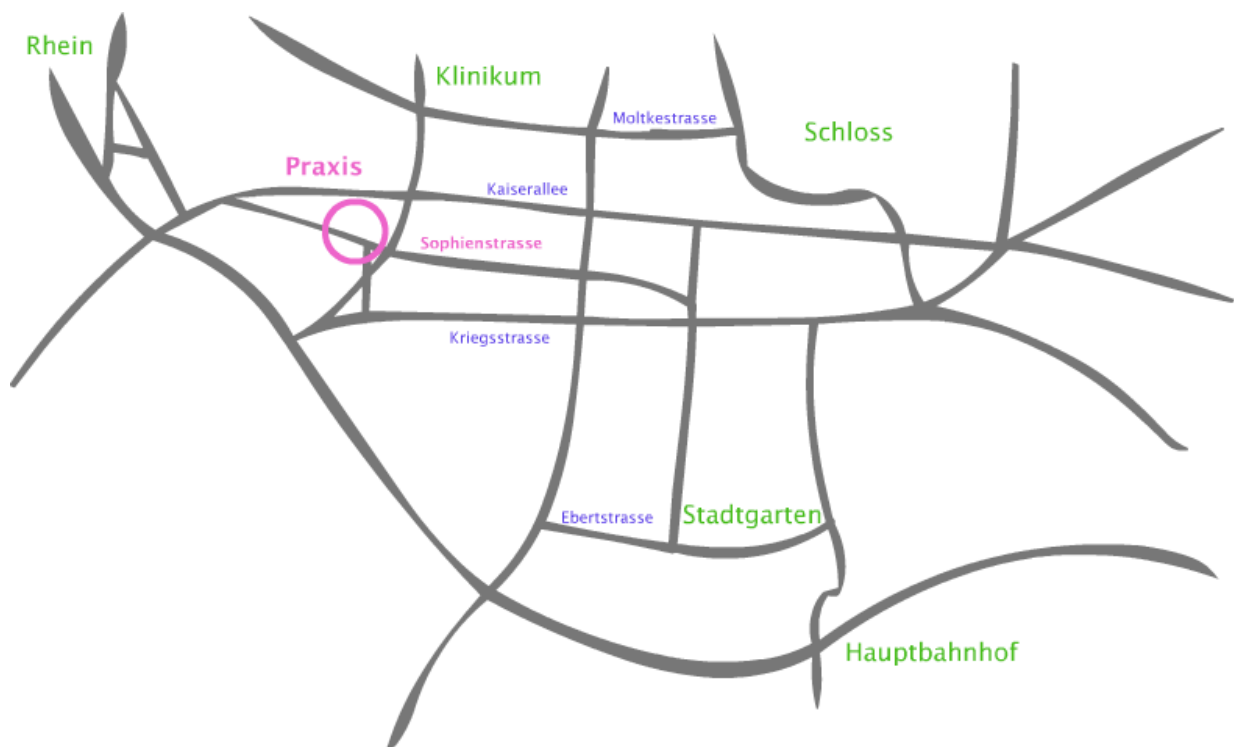 Rhein
Klinikum
Moltkestrasse
Schloss
Praxis
Kaiserallee
Sophienstrasse
Kriegsstrasse
Ebertstrasse
Stadtgarten
Hauptbahnhof